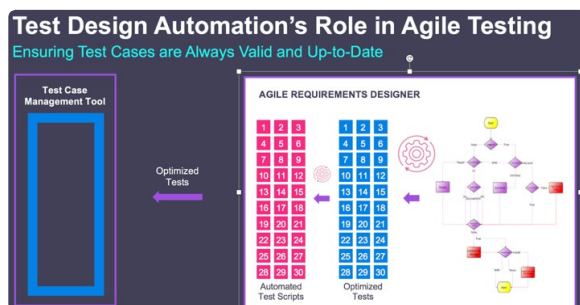 Test Design Automation's Role in Agile Testing
Ensuring Test Cases are Always Valid and Up-to-Date
Test Case
Management Tool
Optimized
Tests
AGILE REQUIREMENTS DESIGNER
1 2 3
4 5 6
7 8 9
10 11 12
13 14 15
16 17 18
19 20 21
22 23 24
25 26 27
28 29 30
Automated
Test Scripts
1 2 3
4 5 6
7 8 9
10 11 12
13 14 15
16 17 18
19 20 21
22 23 24
25 26 27
28 29 30
Optimized
Tests